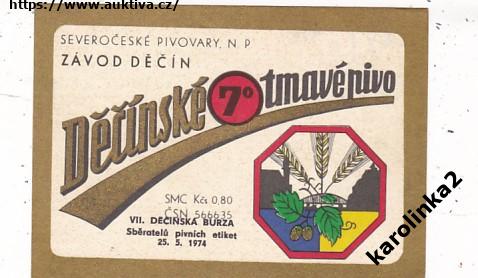 https://www.auktiva.cz/
SEVEROČESKÉ PIVOVARY, N P
ZÁVOD DĚČÍN
Děčínské 7° tmavé pivo
SMC Kčs 0,80
ČSN 566635
VII. DĚČÍNSKÁ BURZA
Sběratelů pivních etiket
25. 5. 1974
karolinka2